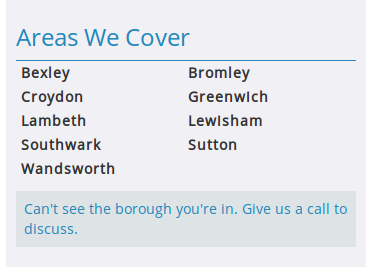 Areas We Cover
Bexley Bromley
Croydon Greenwich
Lambeth Lewisham
Southwark Sutton
Wandsworth
Can't see the borough you're in. Give us a call to
discuss.